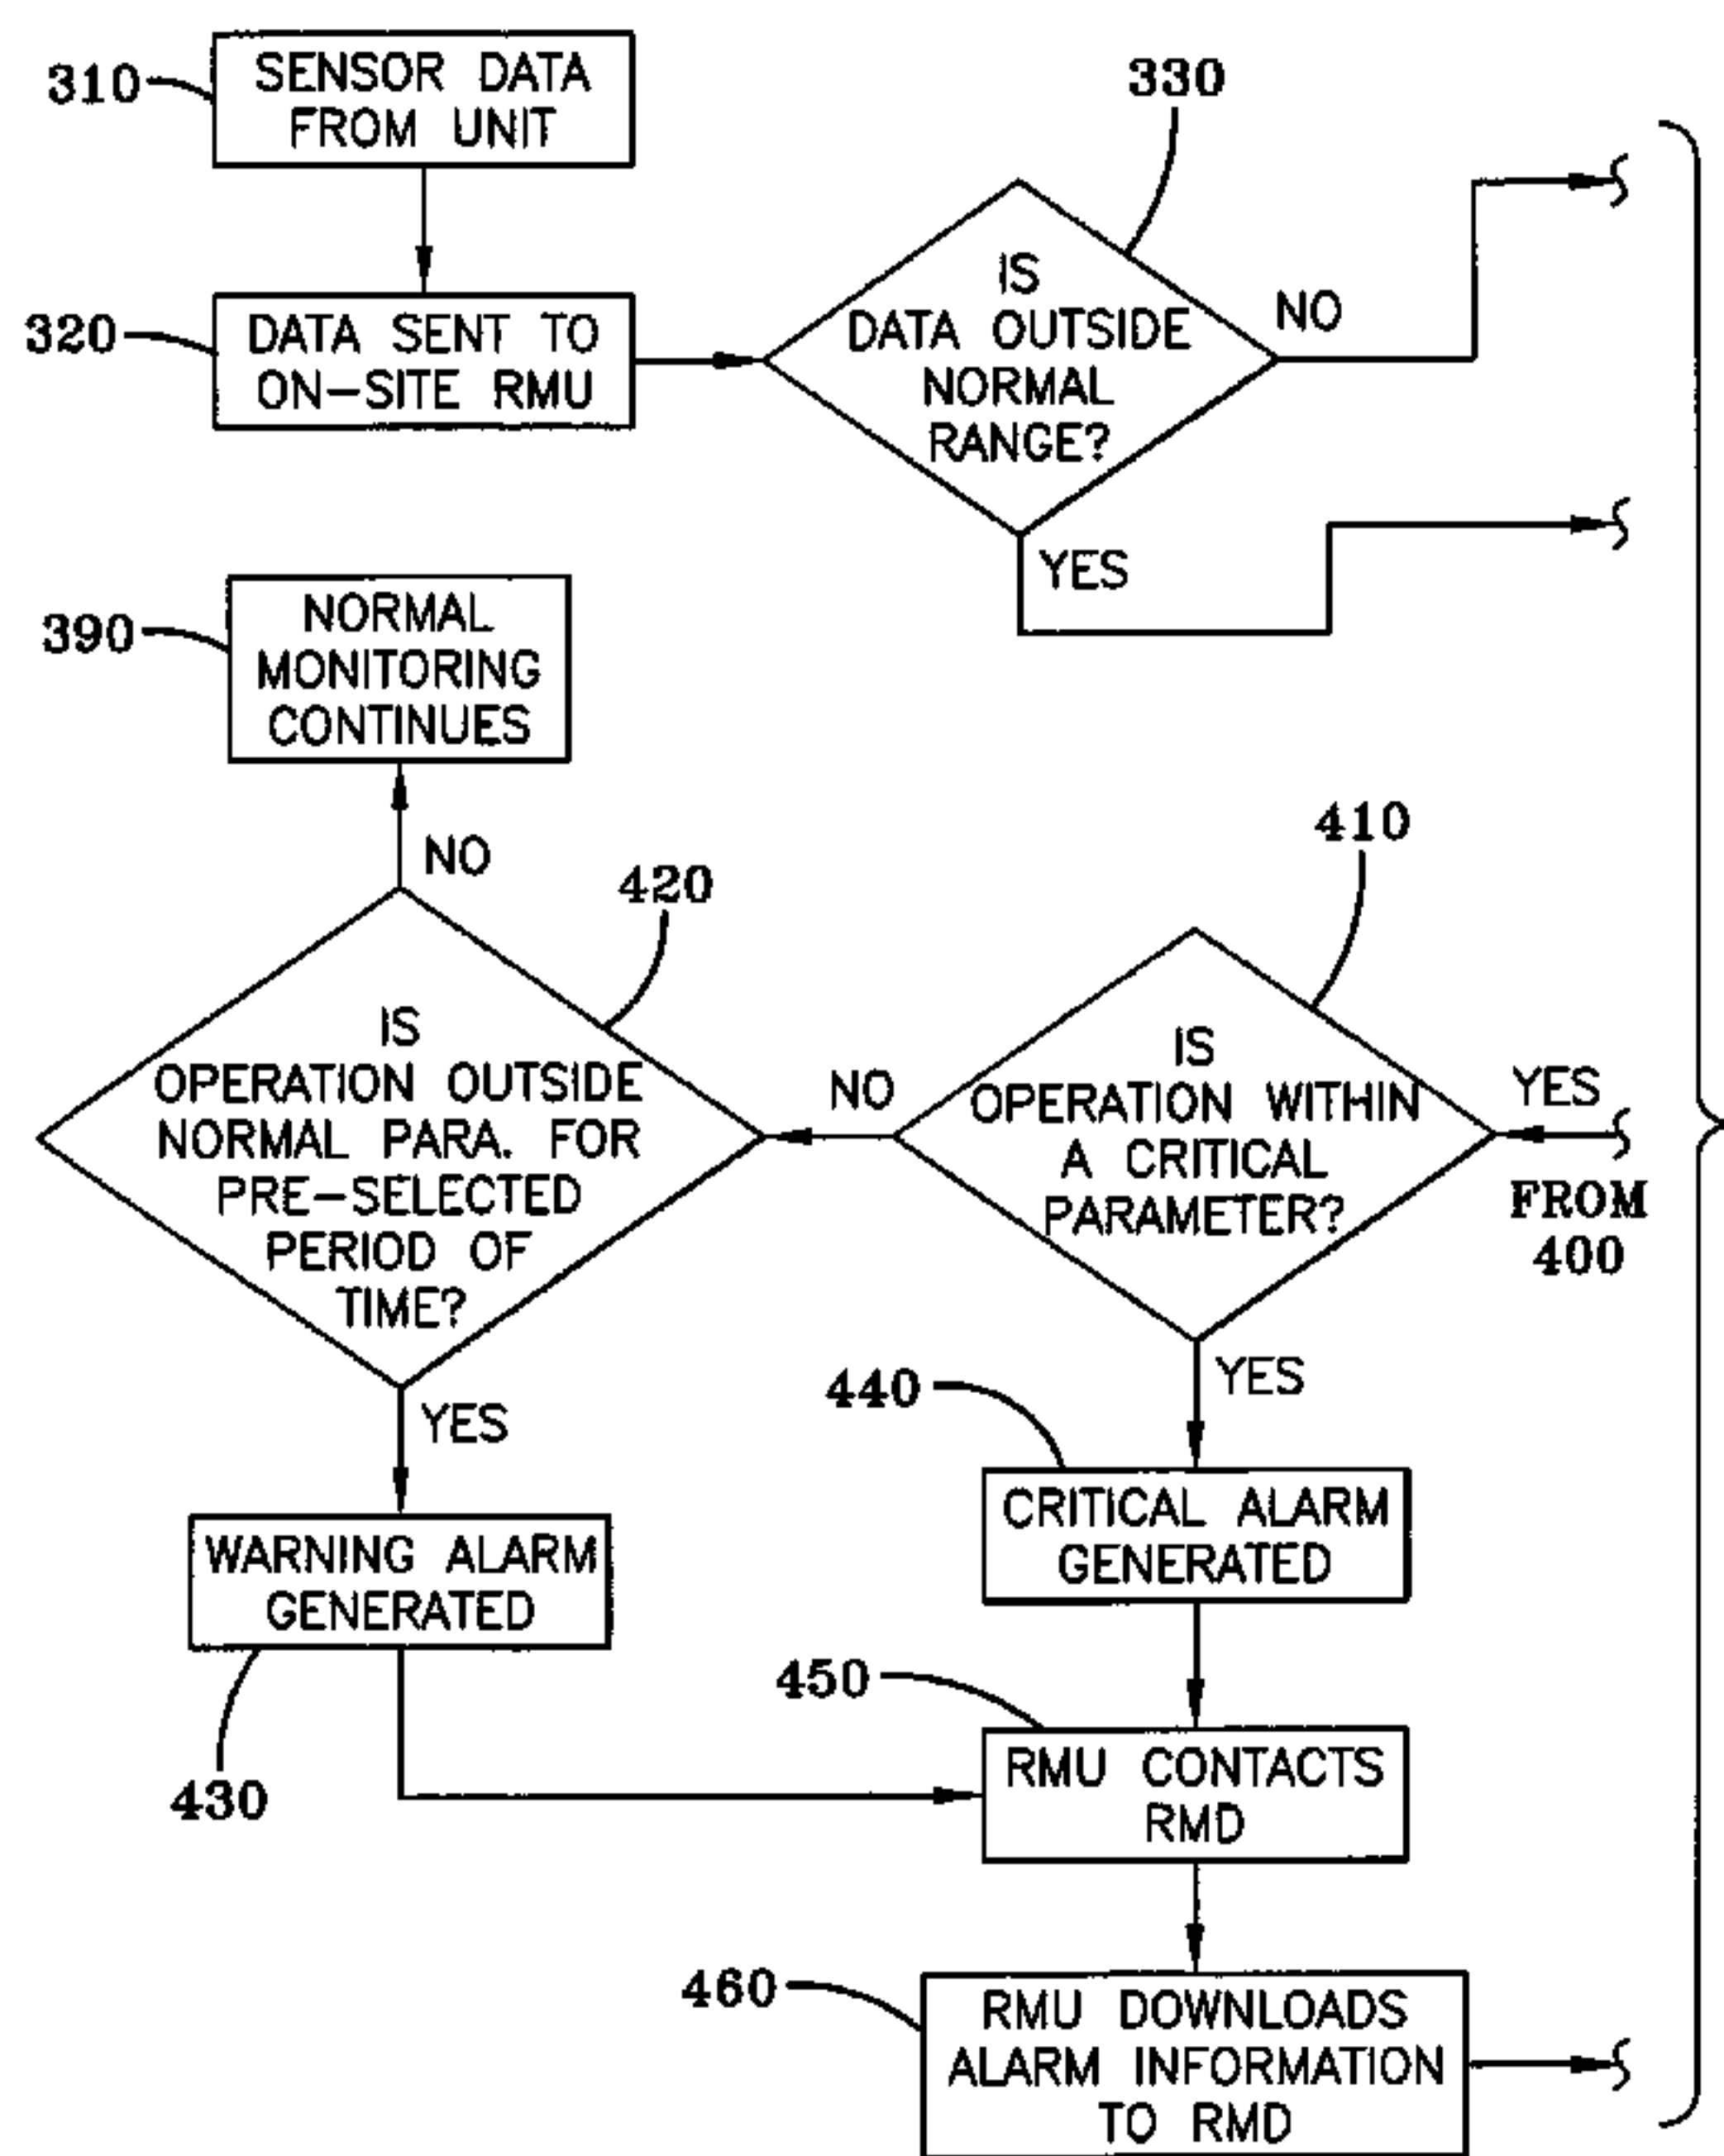 310
SENSOR DATA
FROM UNIT
320
DATA SENT TO
ON-SITE RMU
330
IS
DATA OUTSIDE
NORMAL
RANGE?
NO
YES
390
NORMAL
MONITORING
CONTINUES
NO
420
IS
OPERATION OUTSIDE
NORMAL PARA. FOR
PRE-SELECTED
PERIOD OF
TIME?
YES
410
IS
OPERATION WITHIN
A CRITICAL
PARAMETER?
NO
YES
FROM
400
YES
440
CRITICAL ALARM
GENERATED
WARNING ALARM
GENERATED
430
450
RMU CONTACTS
RMD
460
RMU DOWNLOADS
ALARM INFORMATION
TO RMD